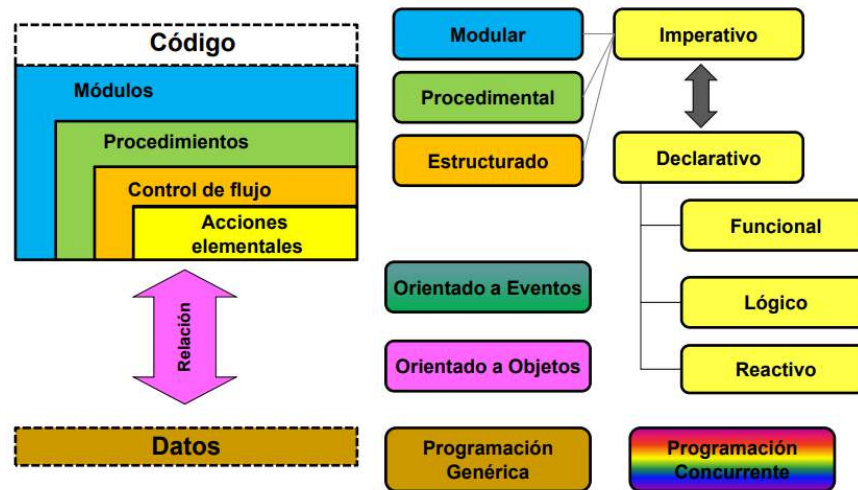 Código
Módulos
Procedimientos
Control de flujo
Acciones
elementales
Relación
Datos
Modular
Procedimental
Estructurado
Orientado a Eventos
Orientado a Objetos
Programación
Genérica
Imperativo
Declarativo
Funcional
Lógico
Reactivo
Programación
Concurrente